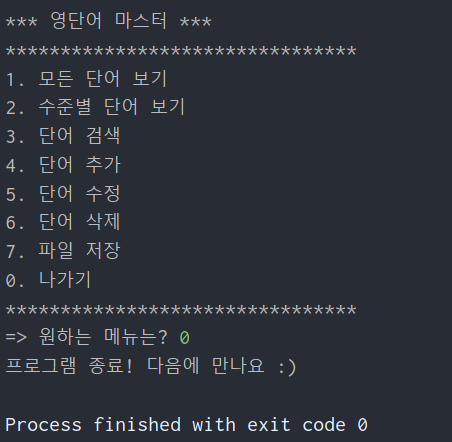 *** 영단어 마스터 ***
********************************
1. 모든 단어 보기
2. 수준별 단어 보기
3. 단어 검색
4. 단어 추가
5. 단어 수정
6. 단어 삭제
7. 파일 저장
0. 나가기
********************************
=> 원하는 메뉴는? 0
프로그램 종료! 다음에 만나요 :)
Process finished with exit code 0